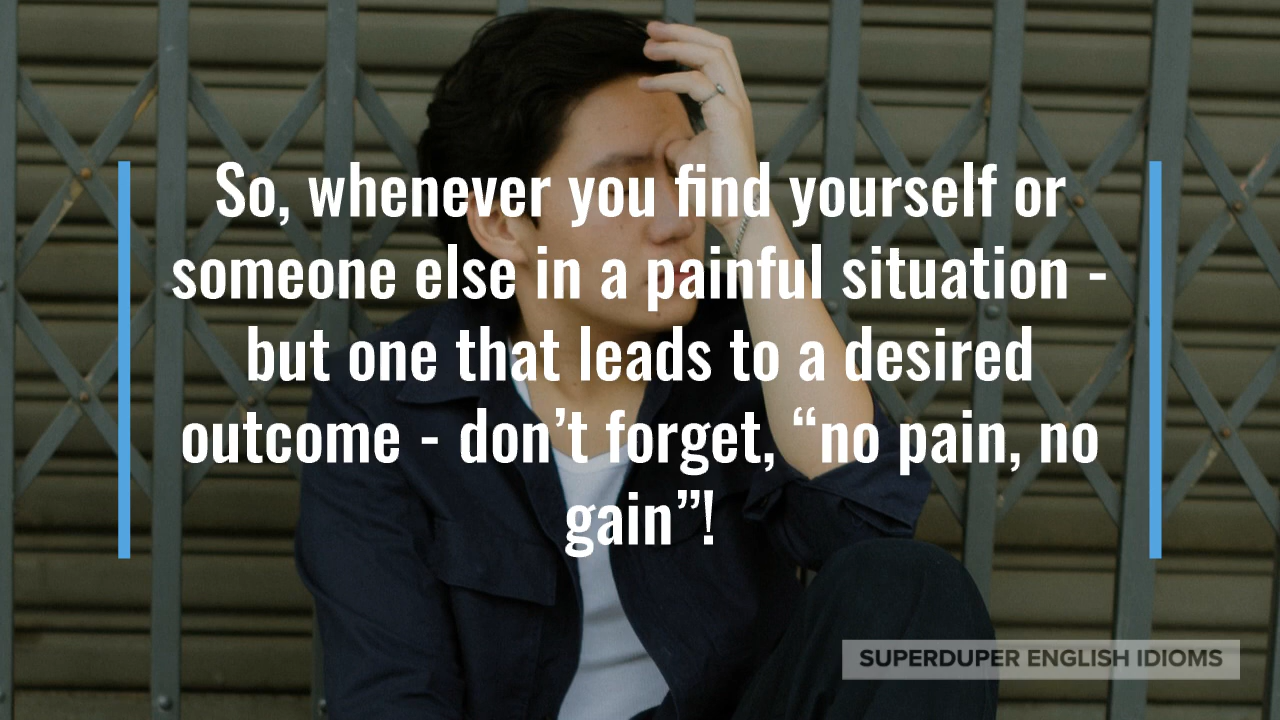 So, whenever you find yourself or
someone else in a painful situation -
but one that leads to a desired
outcome - don’t forget, “no pain, no
gain”!
SUPERDUPER ENGLISH IDIOMS